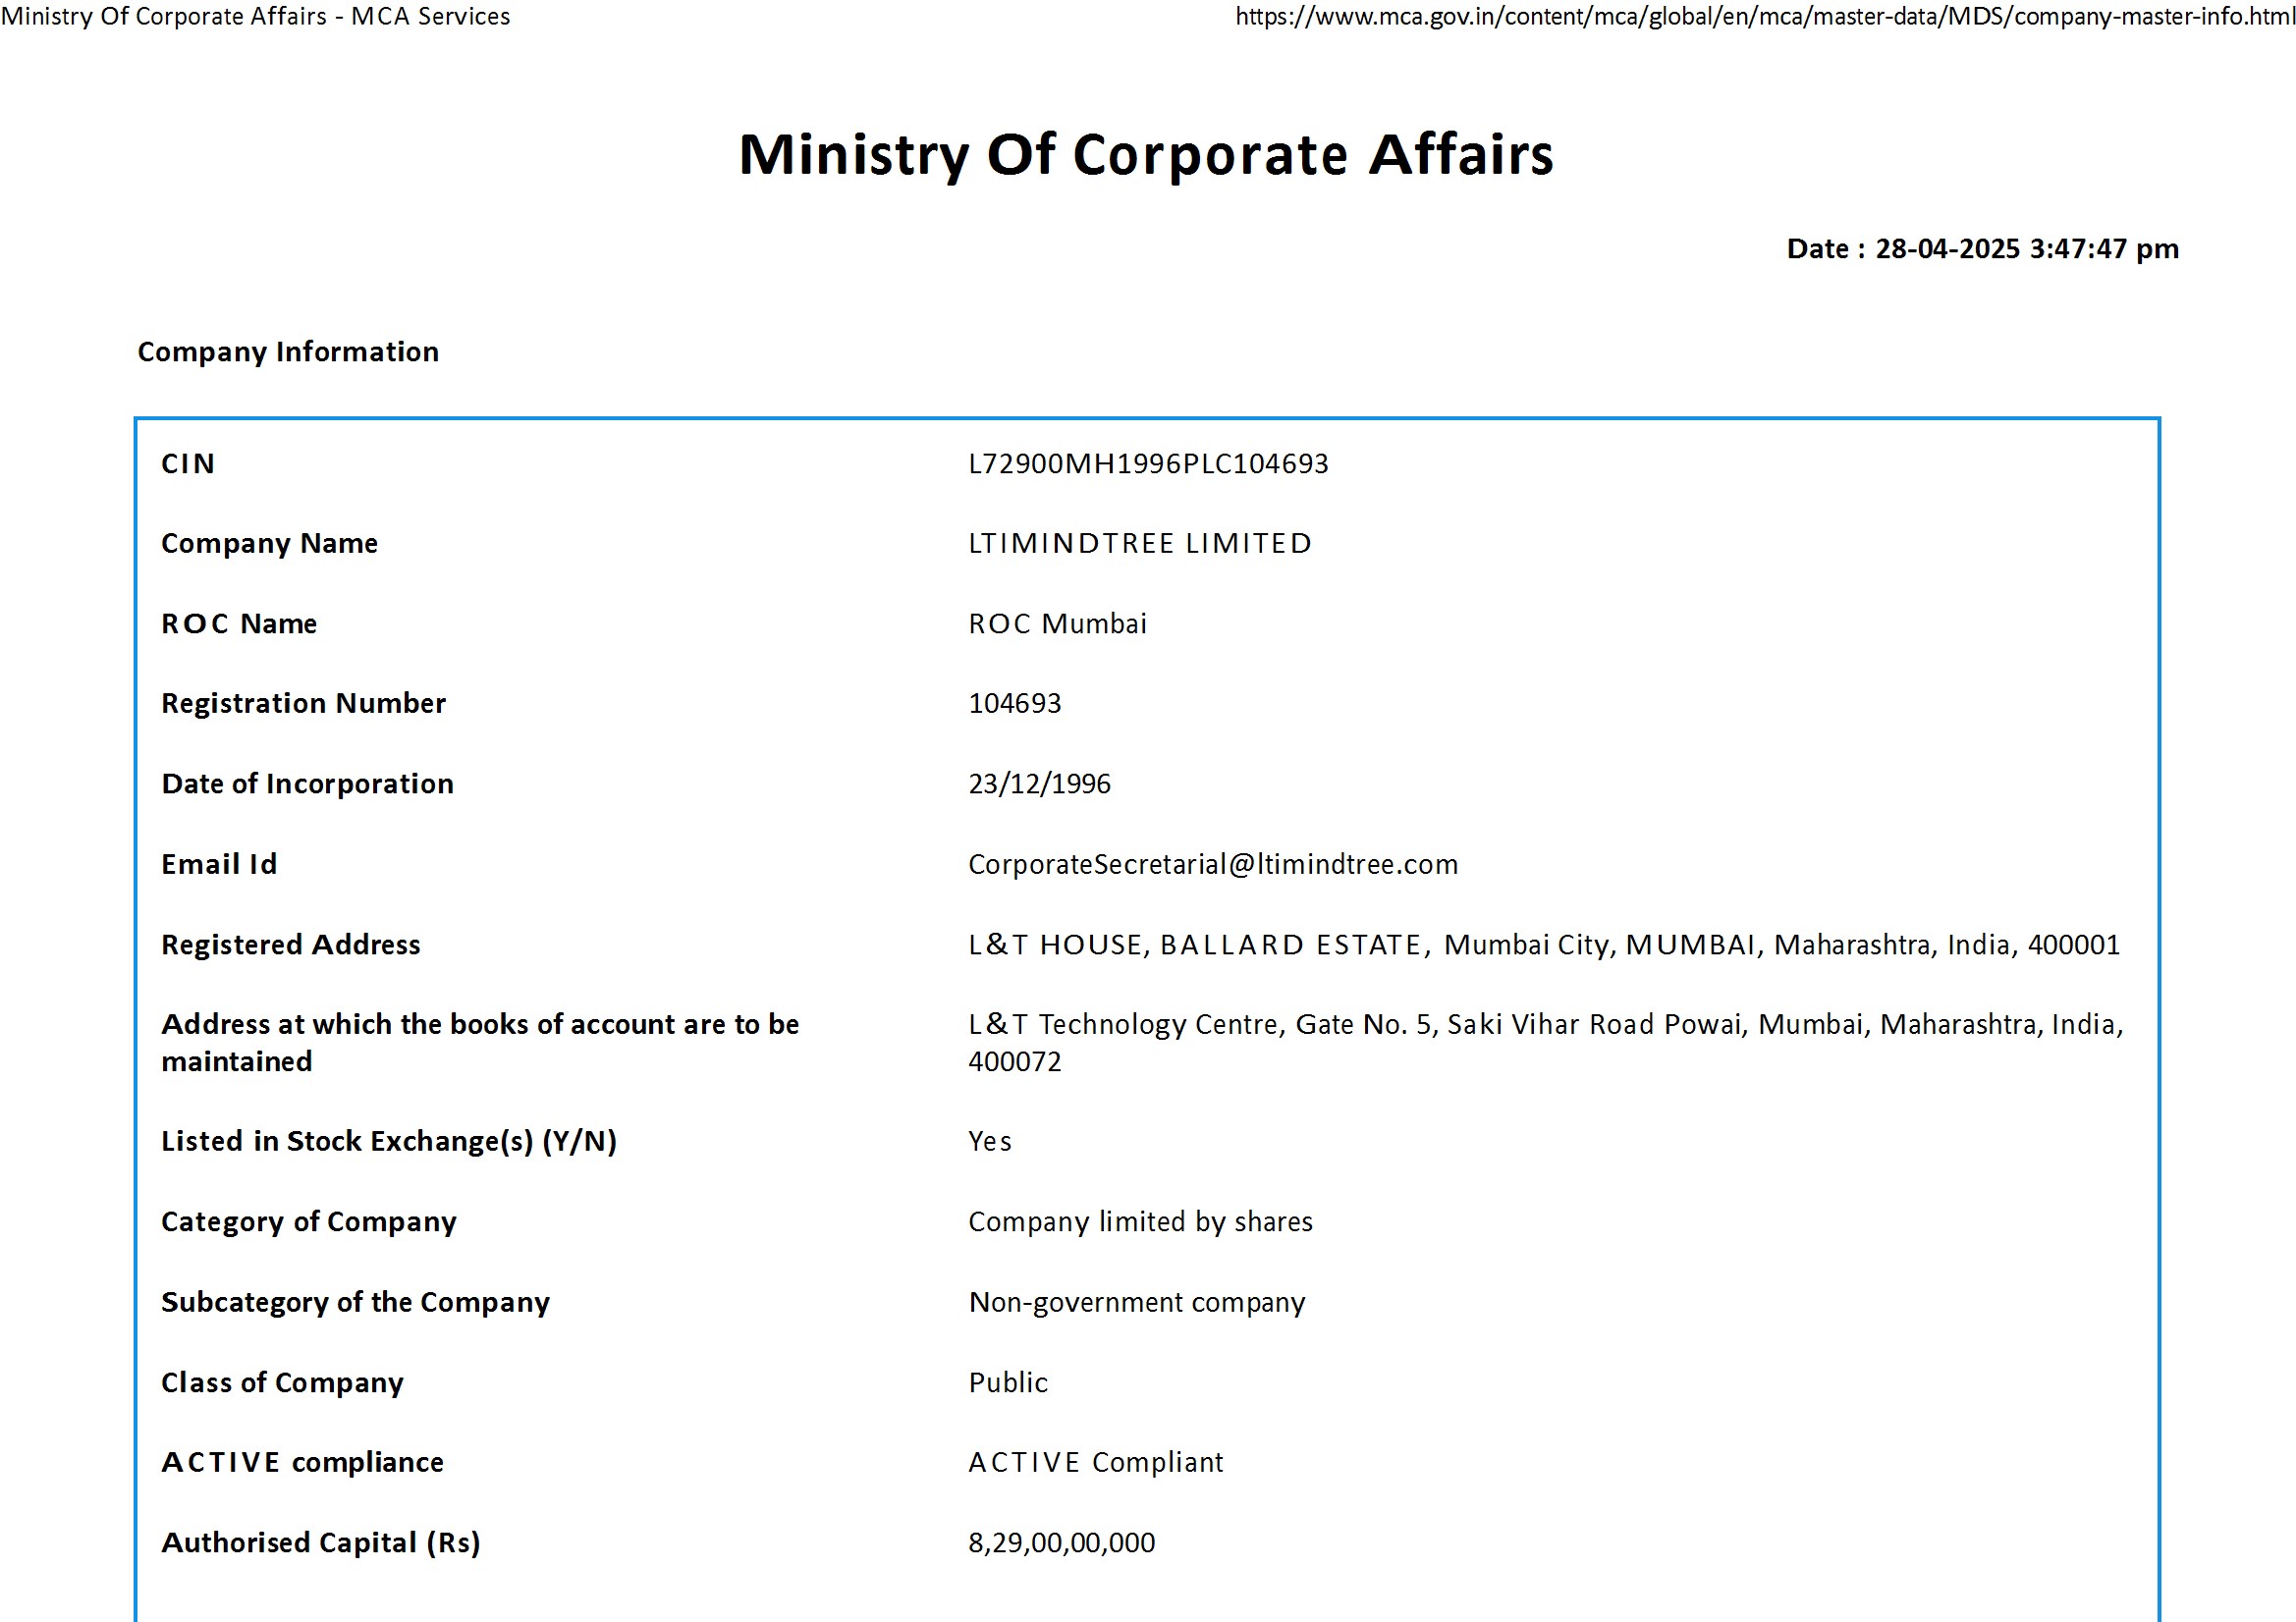 Ministry Of Corporate Affairs - MCA Services https://www.mca.gov.in/content/mca/global/en/mca/master-data/MDS/company-master-info.html
Ministry Of Corporate Affairs
Date : 28-04-2025 3:47:47 pm
Company Information
CIN L72900MH1996PLC104693
Company Name LTIMINDTREE LIMITED
ROC Name ROC Mumbai
Registration Number 104693
Date of Incorporation 23/12/1996
Email Id CorporateSecretarial@ltimindtree.com
Registered Address L&T HOUSE, BALLARD ESTATE, Mumbai City, MUMBAI, Maharashtra, India, 400001
Address at which the books of account are to be L&T Technology Centre, Gate No. 5, Saki Vihar Road Powai, Mumbai, Maharashtra, India,
maintained 400072
Listed in Stock Exchange(s) (Y/N) Yes
Category of Company Company limited by shares
Subcategory of the Company Non-government company
Class of Company Public
ACTIVE compliance ACTIVE Compliant
Authorised Capital (Rs) 8,29,00,00,000